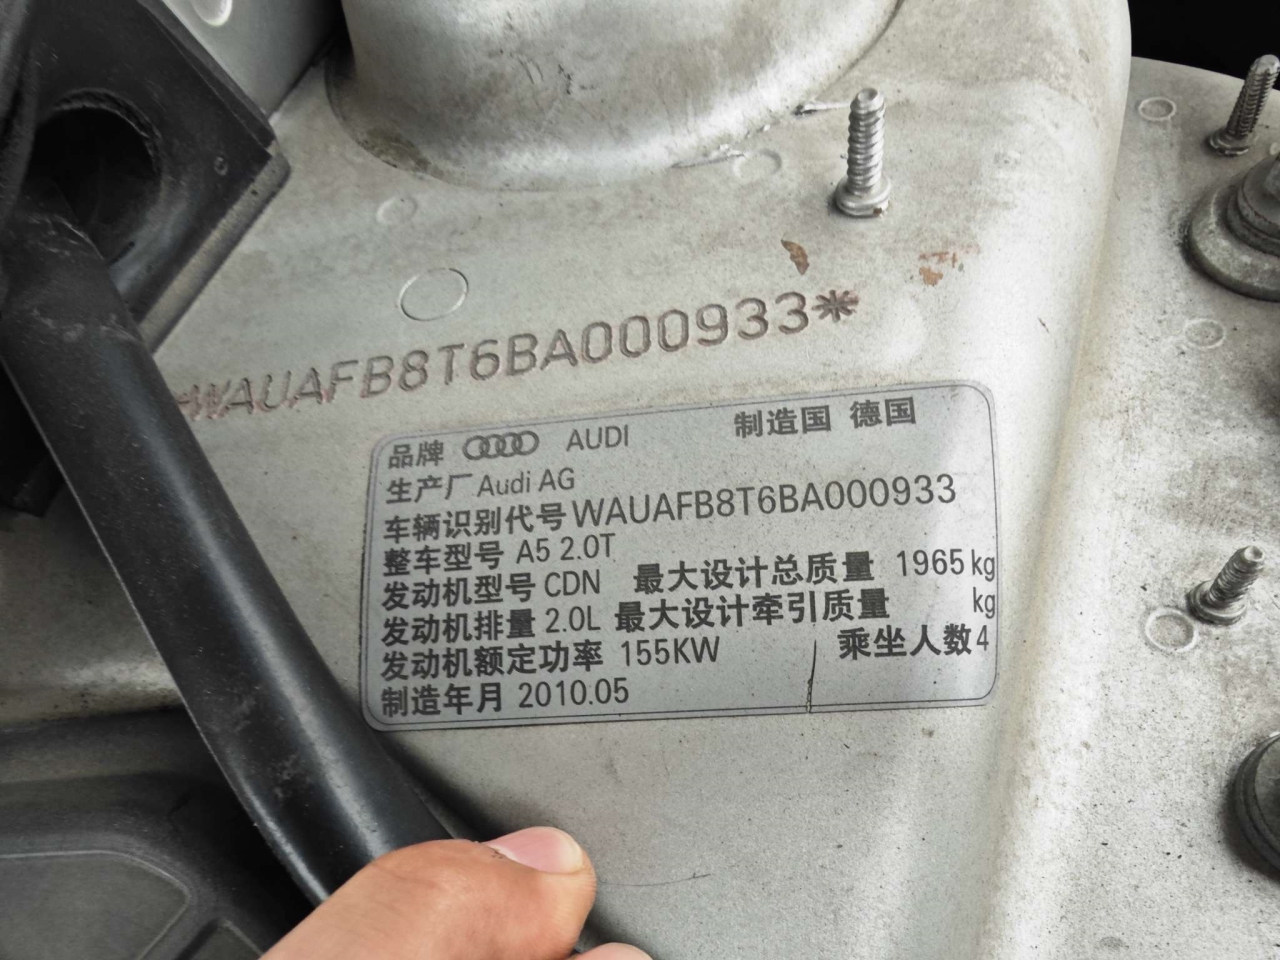 *WAUAFB8T6BA000933*
品牌 AUDI 制造国 德国
生产厂 Audi AG
车辆识别代号 WAUAFB8T6BA000933
整车型号 A5 2.0T
发动机型号 CDN 最大设计总质量 1965 kg
发动机排量 2.0L 最大设计牵引质量 kg
发动机额定功率 155KW 乘坐人数 4
制造年月 2010.05